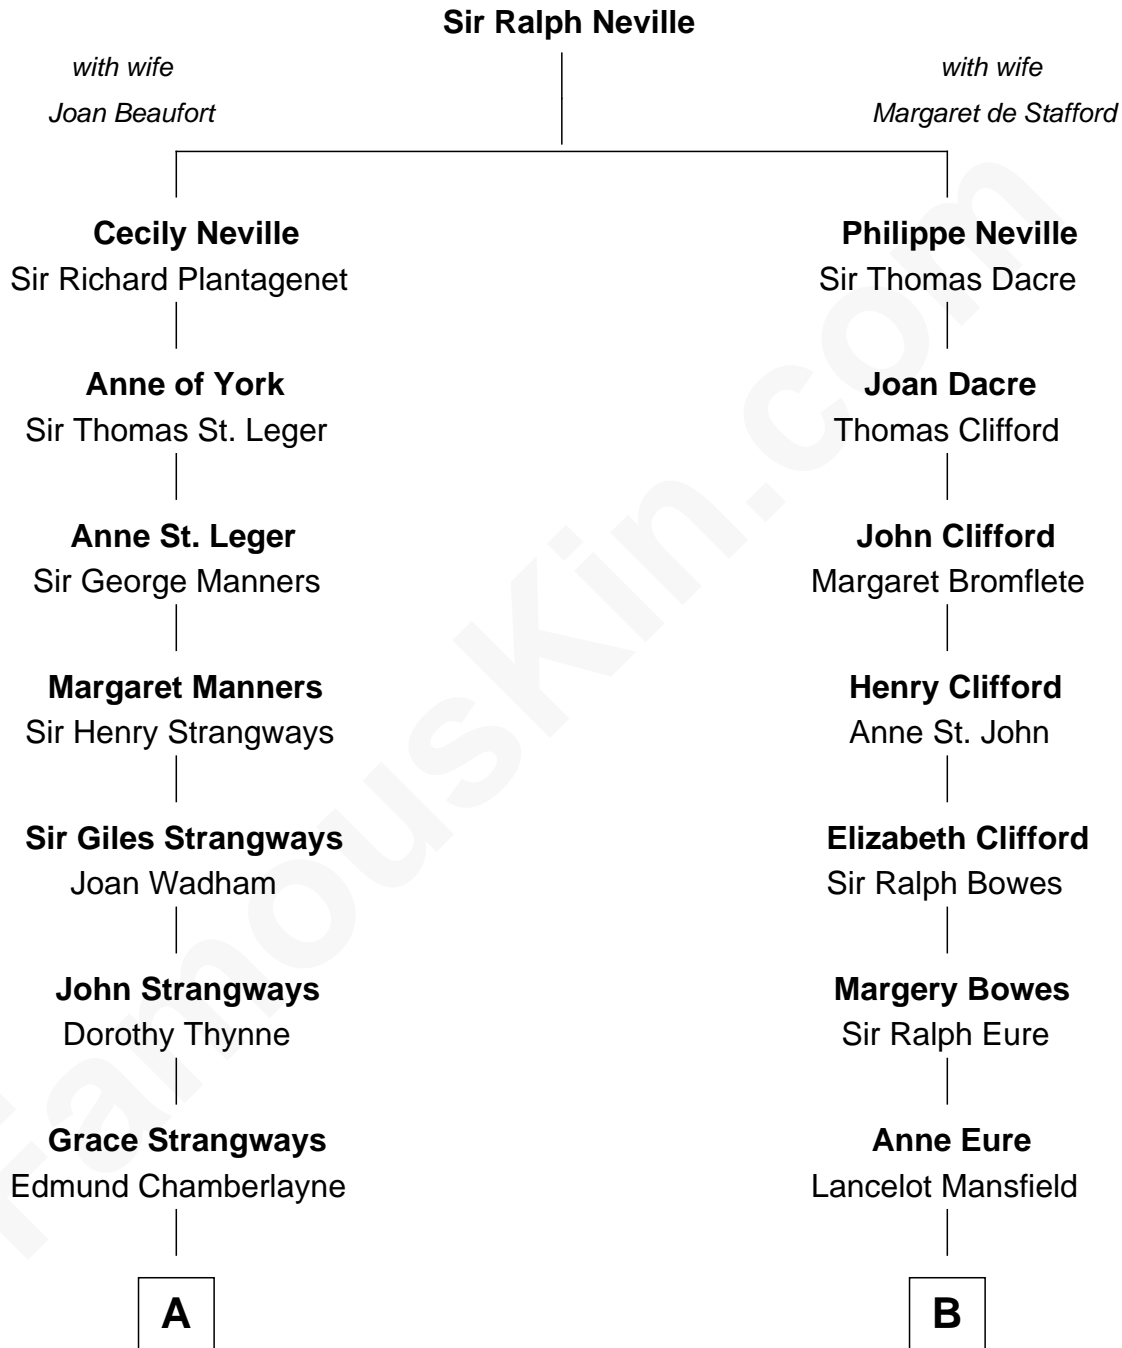 Sir Ralph Neville
with wife
Joan Beaufort
with wife
Margaret de Stafford
Cecily Neville
Sir Richard Plantagenet
Philippe Neville
Sir Thomas Dacre
Anne of York
Sir Thomas St. Leger
Joan Dacre
Thomas Clifford
Anne St. Leger
Sir George Manners
John Clifford
Margaret Bromflete
Margaret Manners
Sir Henry Strangways
Henry Clifford
Anne St. John
Sir Giles Strangways
Joan Wadham
Elizabeth Clifford
Sir Ralph Bowes
John Strangways
Dorothy Thynne
Margery Bowes
Sir Ralph Eure
Grace Strangways
Edmund Chamberlayne
Anne Eure
Lancelot Mansfield
A
B
FamousKin.com